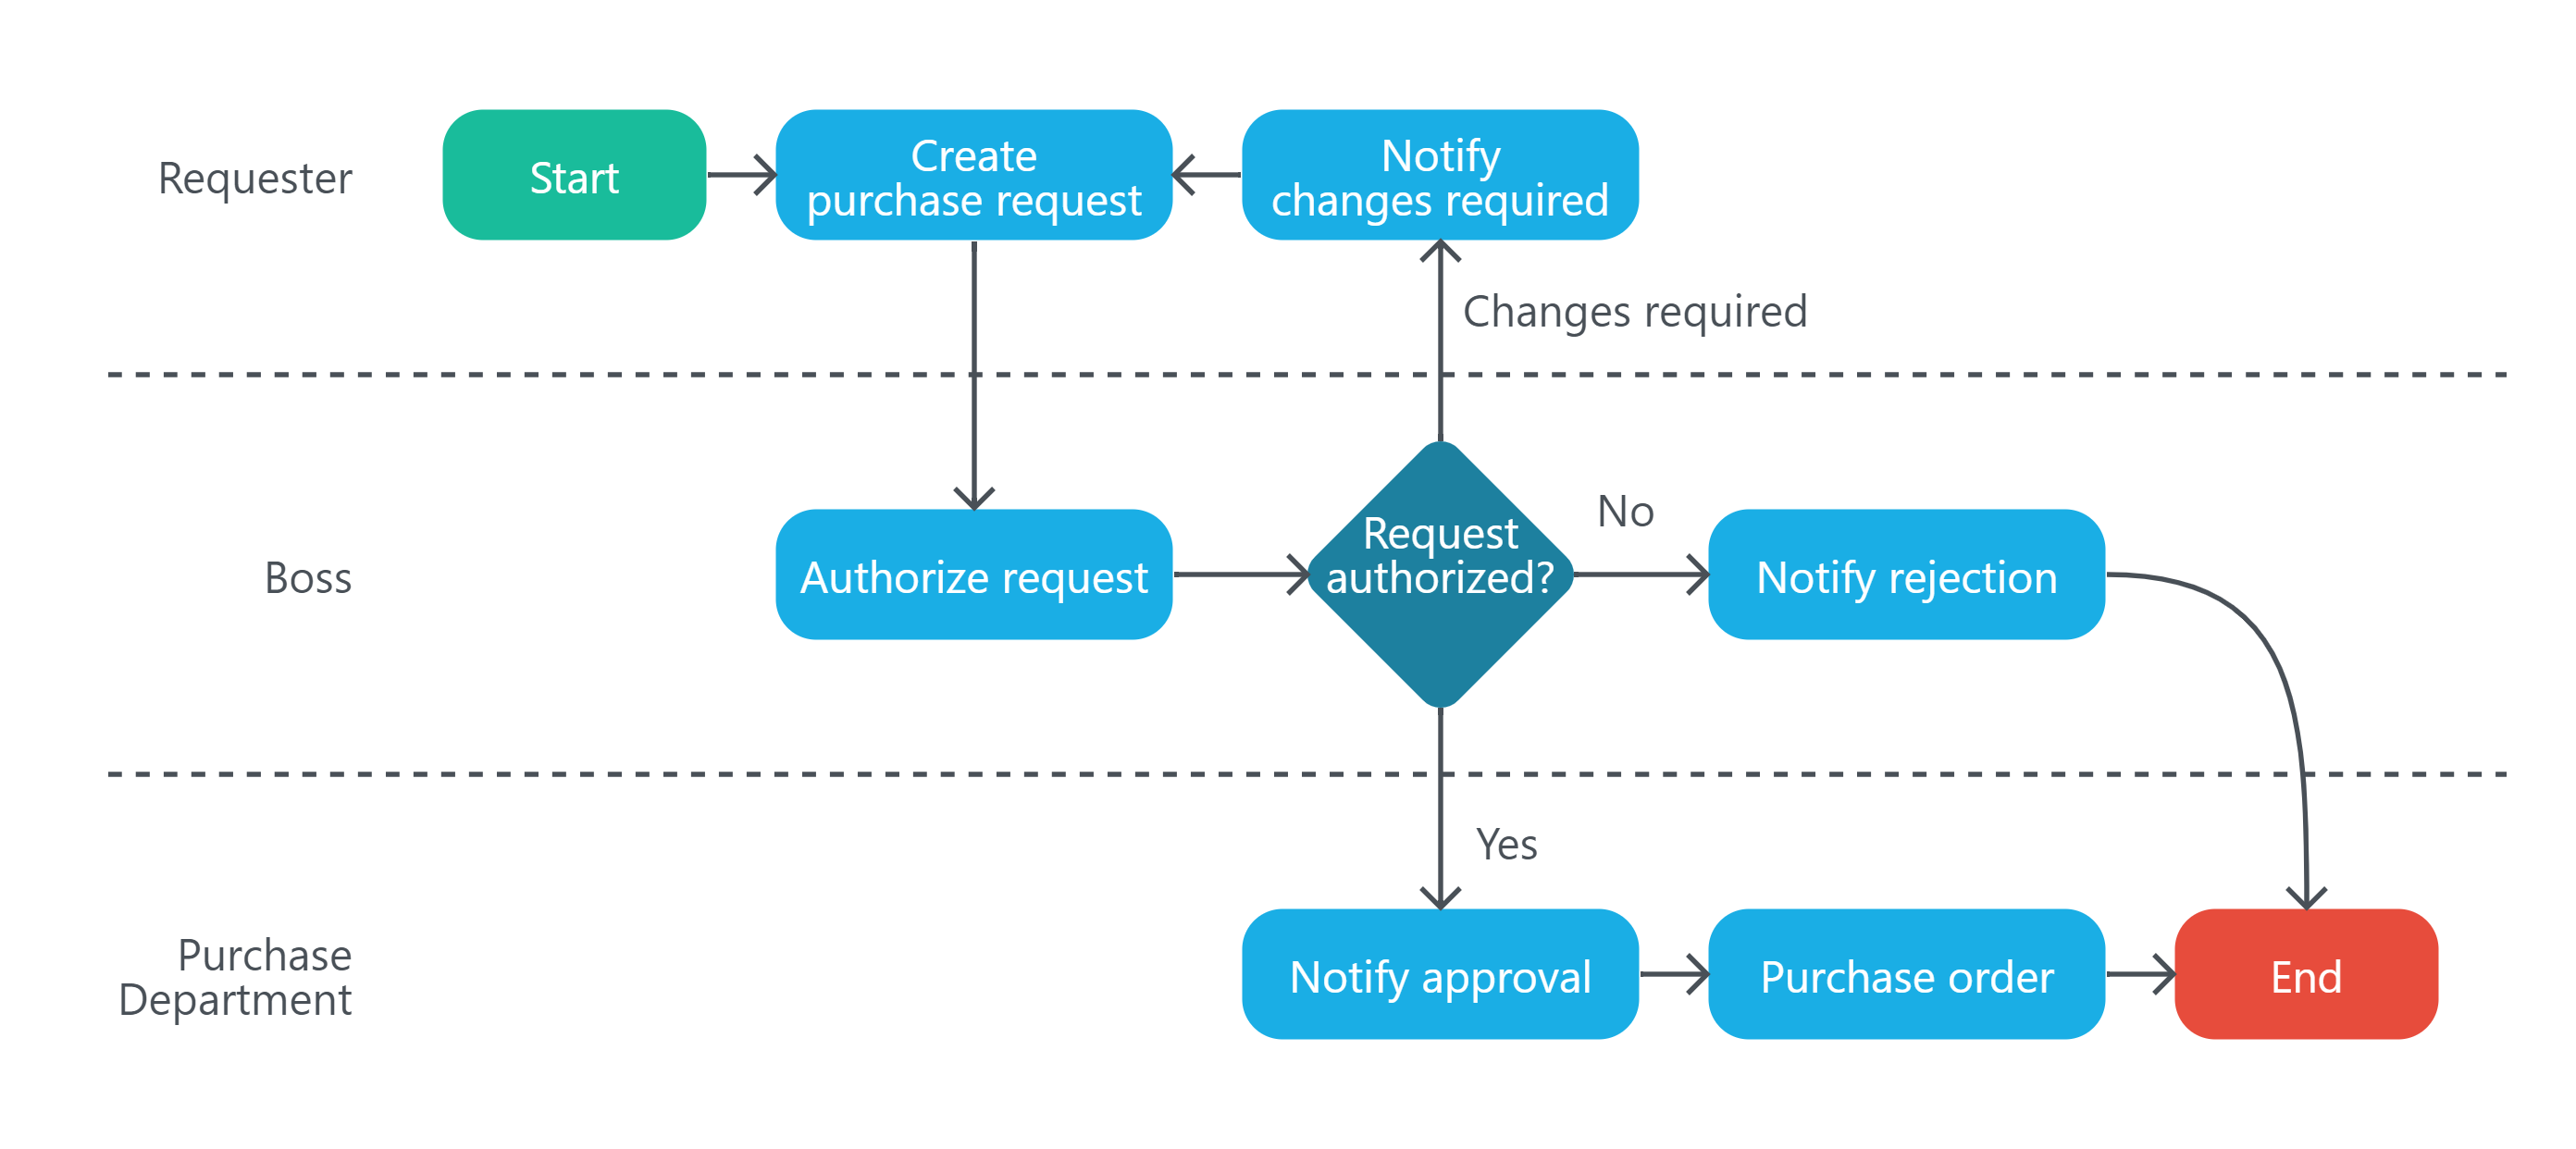 Requester
Start
Create
purchase request
Notify
changes required
Changes required
Boss
Authorize request
Request
authorized?
No
Notify rejection
Yes
Purchase
Department
Notify approval
Purchase order
End